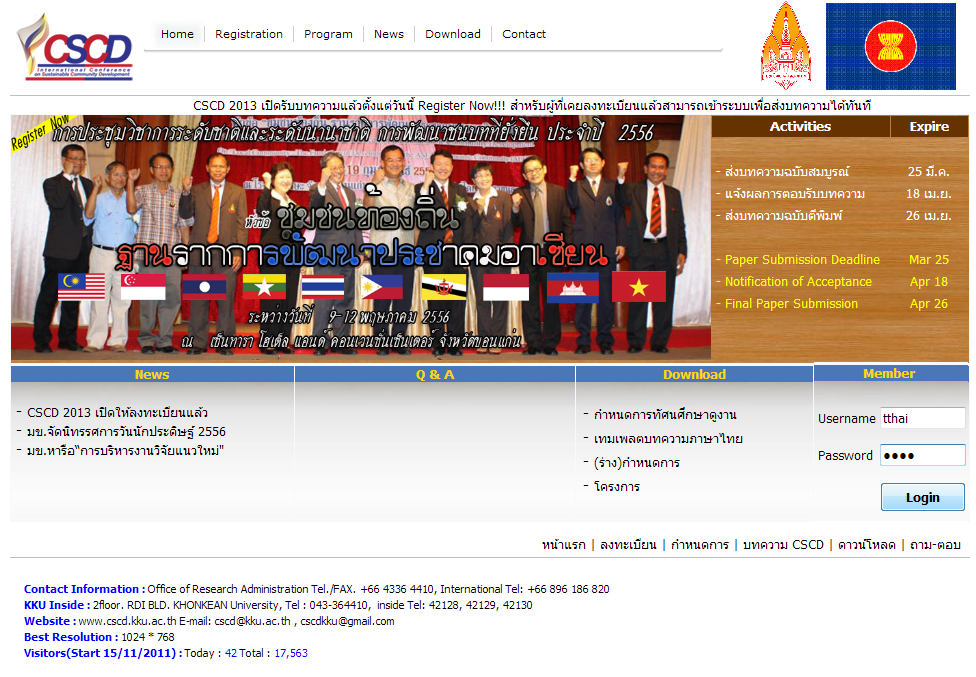 CSCD
International Conference
on Sustainable Community Development
Home
Registration
Program
News
Download
Contact
CSCD 2013 เปิดรับบทความแล้วตั้งแต่วันนี้ Register Now!!! สำหรับผู้ที่เคยลงทะเบียนแล้วสามารถเข้าระบบเพื่อส่งบทความได้ทันที
Register Now
การประชุมวิชาการระดับชาติและระดับนานาชาติ การพัฒนาชนบทที่ยั่งยืน ประจำปี 2556
หัวข้อ ชุมชนท้องถิ่น
ฐานรากการพัฒนาประชาคมอาเซียน
ระหว่างวันที่ 9-12 พฤษภาคม 2556
ณ เซ็นทารา โฮเต็ล แอนด์ คอนเวนชั่นเซ็นเตอร์ จังหวัดขอนแก่น
Activities Expire
- ส่งบทความฉบับสมบูรณ์ 25 มี.ค.
- แจ้งผลการตอบรับบทความ 18 เม.ย.
- ส่งบทความฉบับตีพิมพ์ 26 เม.ย.
- Paper Submission Deadline Mar 25
- Notification of Acceptance Apr 18
- Final Paper Submission Apr 26
News
- CSCD 2013 เปิดให้ลงทะเบียนแล้ว
- มข.จัดนิทรรศการวันนักประดิษฐ์ 2556
- มข.หารือ"การบริหารงานวิจัยแนวใหม่"
Q & A
Download
- กำหนดการทัศนศึกษาดูงาน
- เทมเพลตบทความภาษาไทย
- (ร่าง)กำหนดการ
- โครงการ
Member
Username tthai
Password ●●●●
Login
หน้าแรก | ลงทะเบียน | กำหนดการ | บทความ CSCD | ดาวน์โหลด | ถาม-ตอบ
Contact Information : Office of Research Administration Tel./FAX. +66 4336 4410, International Tel: +66 896 186 820
KKU Inside : 2floor. RDI BLD. KHONKEAN University, Tel : 043-364410, inside Tel: 42128, 42129, 42130
Website : www.cscd.kku.ac.th E-mail: cscd@kku.ac.th , cscdkku@gmail.com
Best Resolution : 1024 * 768
Visitors(Start 15/11/2011) : Today : 42 Total : 17,563